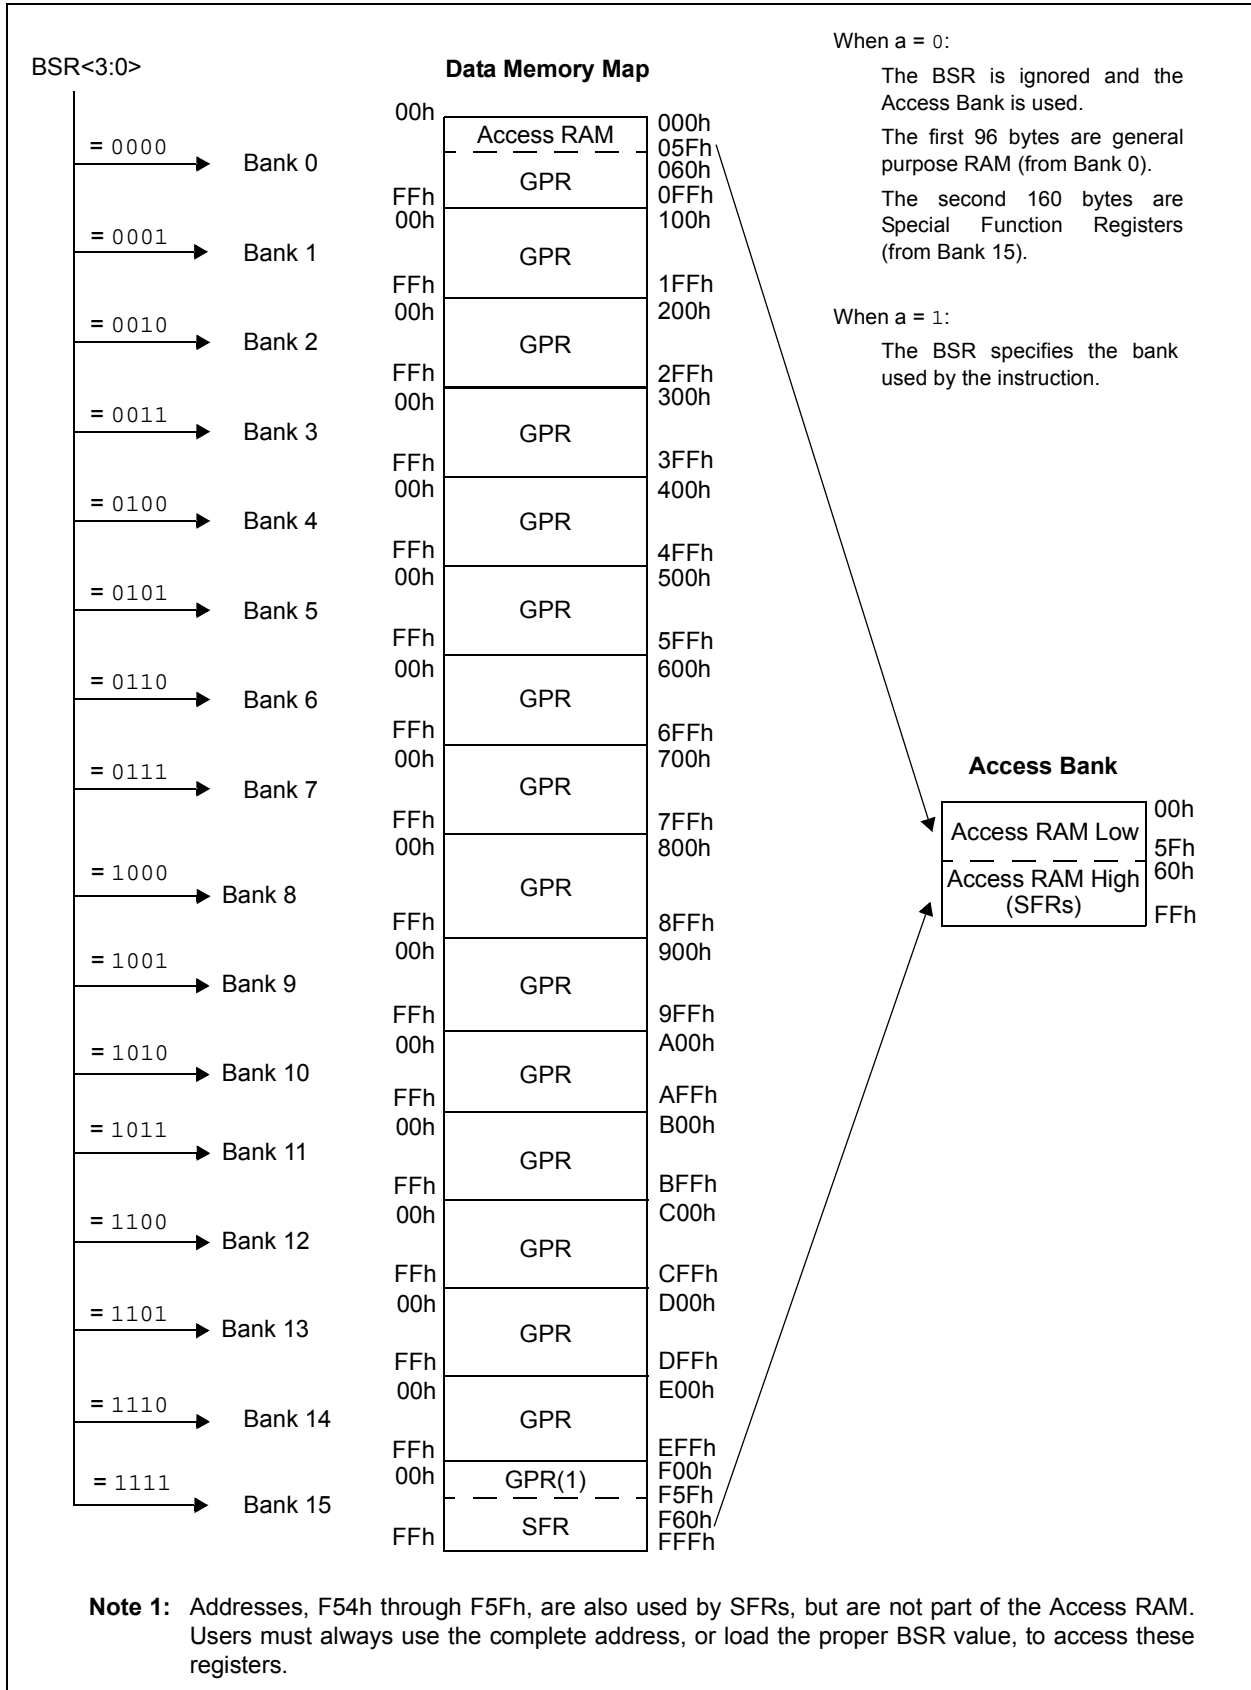 BSR<3:0>
Data Memory Map
When a = 0:
The BSR is ignored and the
Access Bank is used.
The first 96 bytes are general
purpose RAM (from Bank 0).
The second 160 bytes are
Special Function Registers
(from Bank 15).
When a = 1:
The BSR specifies the bank
used by the instruction.
= 0000
Bank 0
00h
Access RAM
000h
05Fh
060h
GPR
FFh
0FFh
= 0001
Bank 1
00h
100h
GPR
FFh
1FFh
= 0010
Bank 2
00h
200h
GPR
FFh
2FFh
= 0011
Bank 3
00h
300h
GPR
FFh
3FFh
= 0100
Bank 4
00h
400h
GPR
FFh
4FFh
= 0101
Bank 5
00h
500h
GPR
FFh
5FFh
= 0110
Bank 6
00h
600h
GPR
FFh
6FFh
= 0111
Bank 7
00h
700h
GPR
FFh
7FFh
= 1000
Bank 8
00h
800h
GPR
FFh
8FFh
= 1001
Bank 9
00h
900h
GPR
FFh
9FFh
= 1010
Bank 10
00h
A00h
GPR
FFh
AFFh
= 1011
Bank 11
00h
B00h
GPR
FFh
BFFh
= 1100
Bank 12
00h
C00h
GPR
FFh
CFFh
= 1101
Bank 13
00h
D00h
GPR
FFh
DFFh
= 1110
Bank 14
00h
E00h
GPR
FFh
EFFh
= 1111
Bank 15
00h
F00h
GPR(1)
F5Fh
F60h
SFR
FFh
FFFh
Access Bank
00h
Access RAM Low
5Fh
60h
Access RAM High
(SFRs)
FFh
Note 1: Addresses, F54h through F5Fh, are also used by SFRs, but are not part of the Access RAM.
Users must always use the complete address, or load the proper BSR value, to access these
registers.